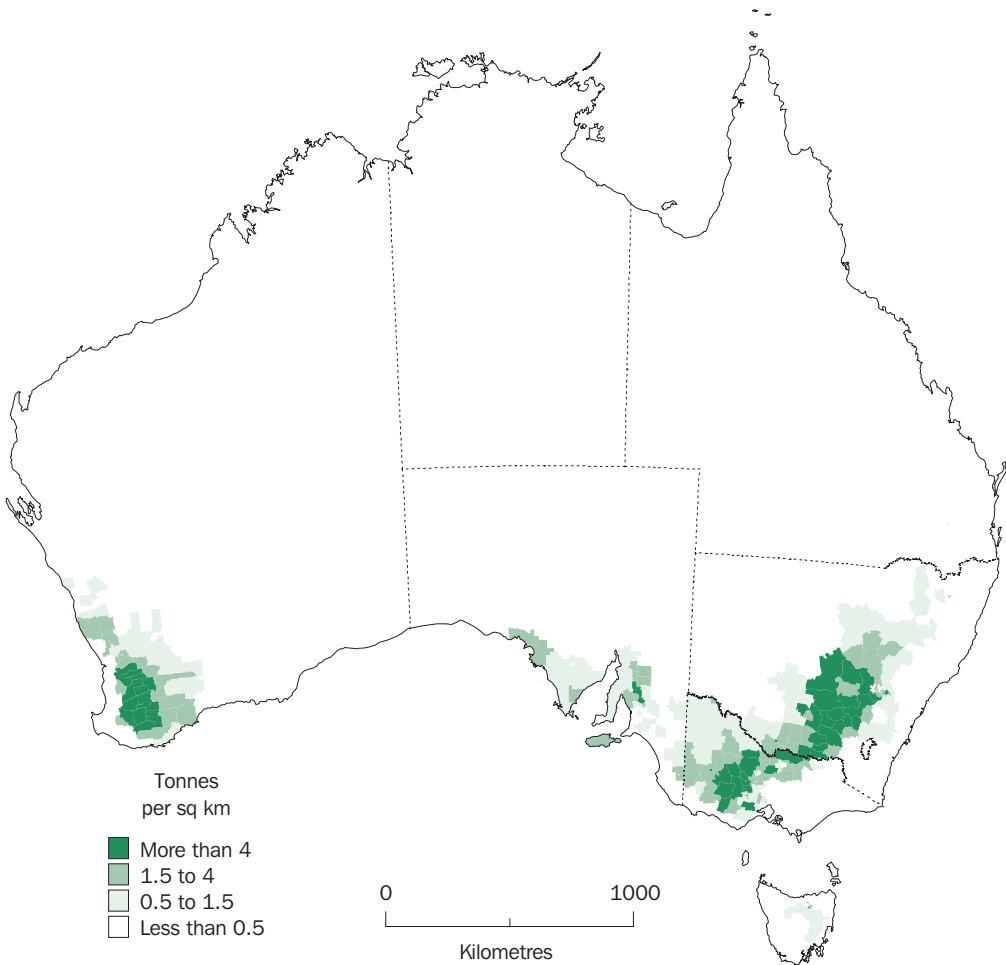 Tonnes
per sq km
More than 4
1.5 to 4
0.5 to 1.5
Less than 0.5
0 1000
Kilometres